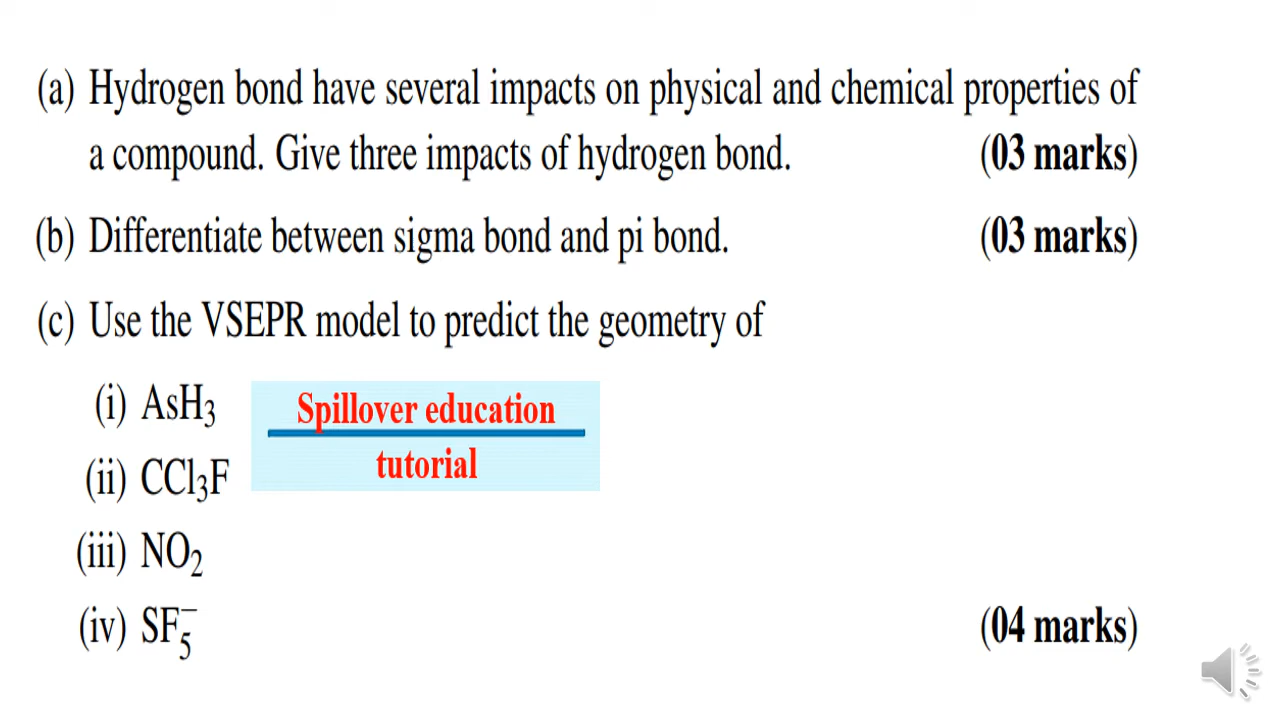 (a) Hydrogen bond have several impacts on physical and chemical properties of
a compound. Give three impacts of hydrogen bond. (03 marks)
(b) Differentiate between sigma bond and pi bond. (03 marks)
(c) Use the VSEPR model to predict the geometry of
(i) AsH₃
Spillover education
(ii) CCl₃F
tutorial
(iii) NO₂
(iv) SF₅⁻ (04 marks)